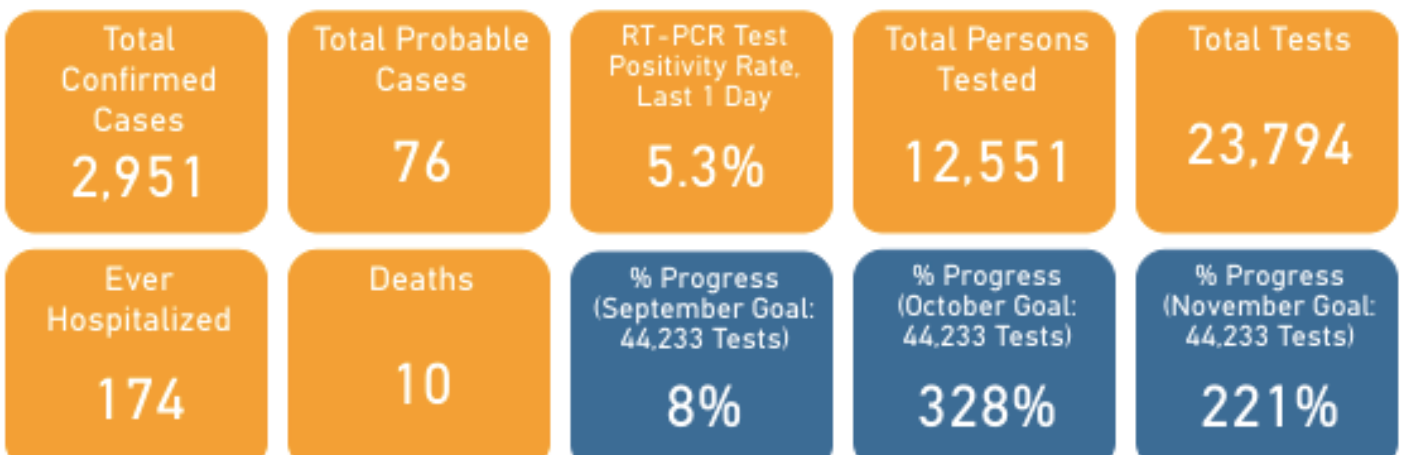 Total
Confirmed
Cases
2,951
Total Probable
Cases
76
RT-PCR Test
Positivity Rate,
Last 1 Day
5.3%
Total Persons
Tested
12,551
Total Tests
23,794
Ever
Hospitalized
174
Deaths
10
% Progress
(September Goal:
44,233 Tests)
8%
% Progress
(October Goal:
44,233 Tests)
328%
% Progress
(November Goal:
44,233 Tests)
221%